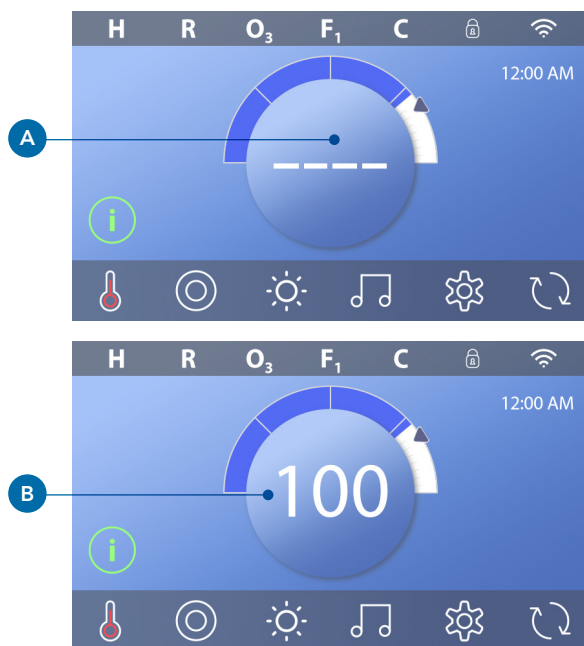 H R O₃ F₁ C
12:00 AM
A
----
i
H R O₃ F₁ C
12:00 AM
B
100
i